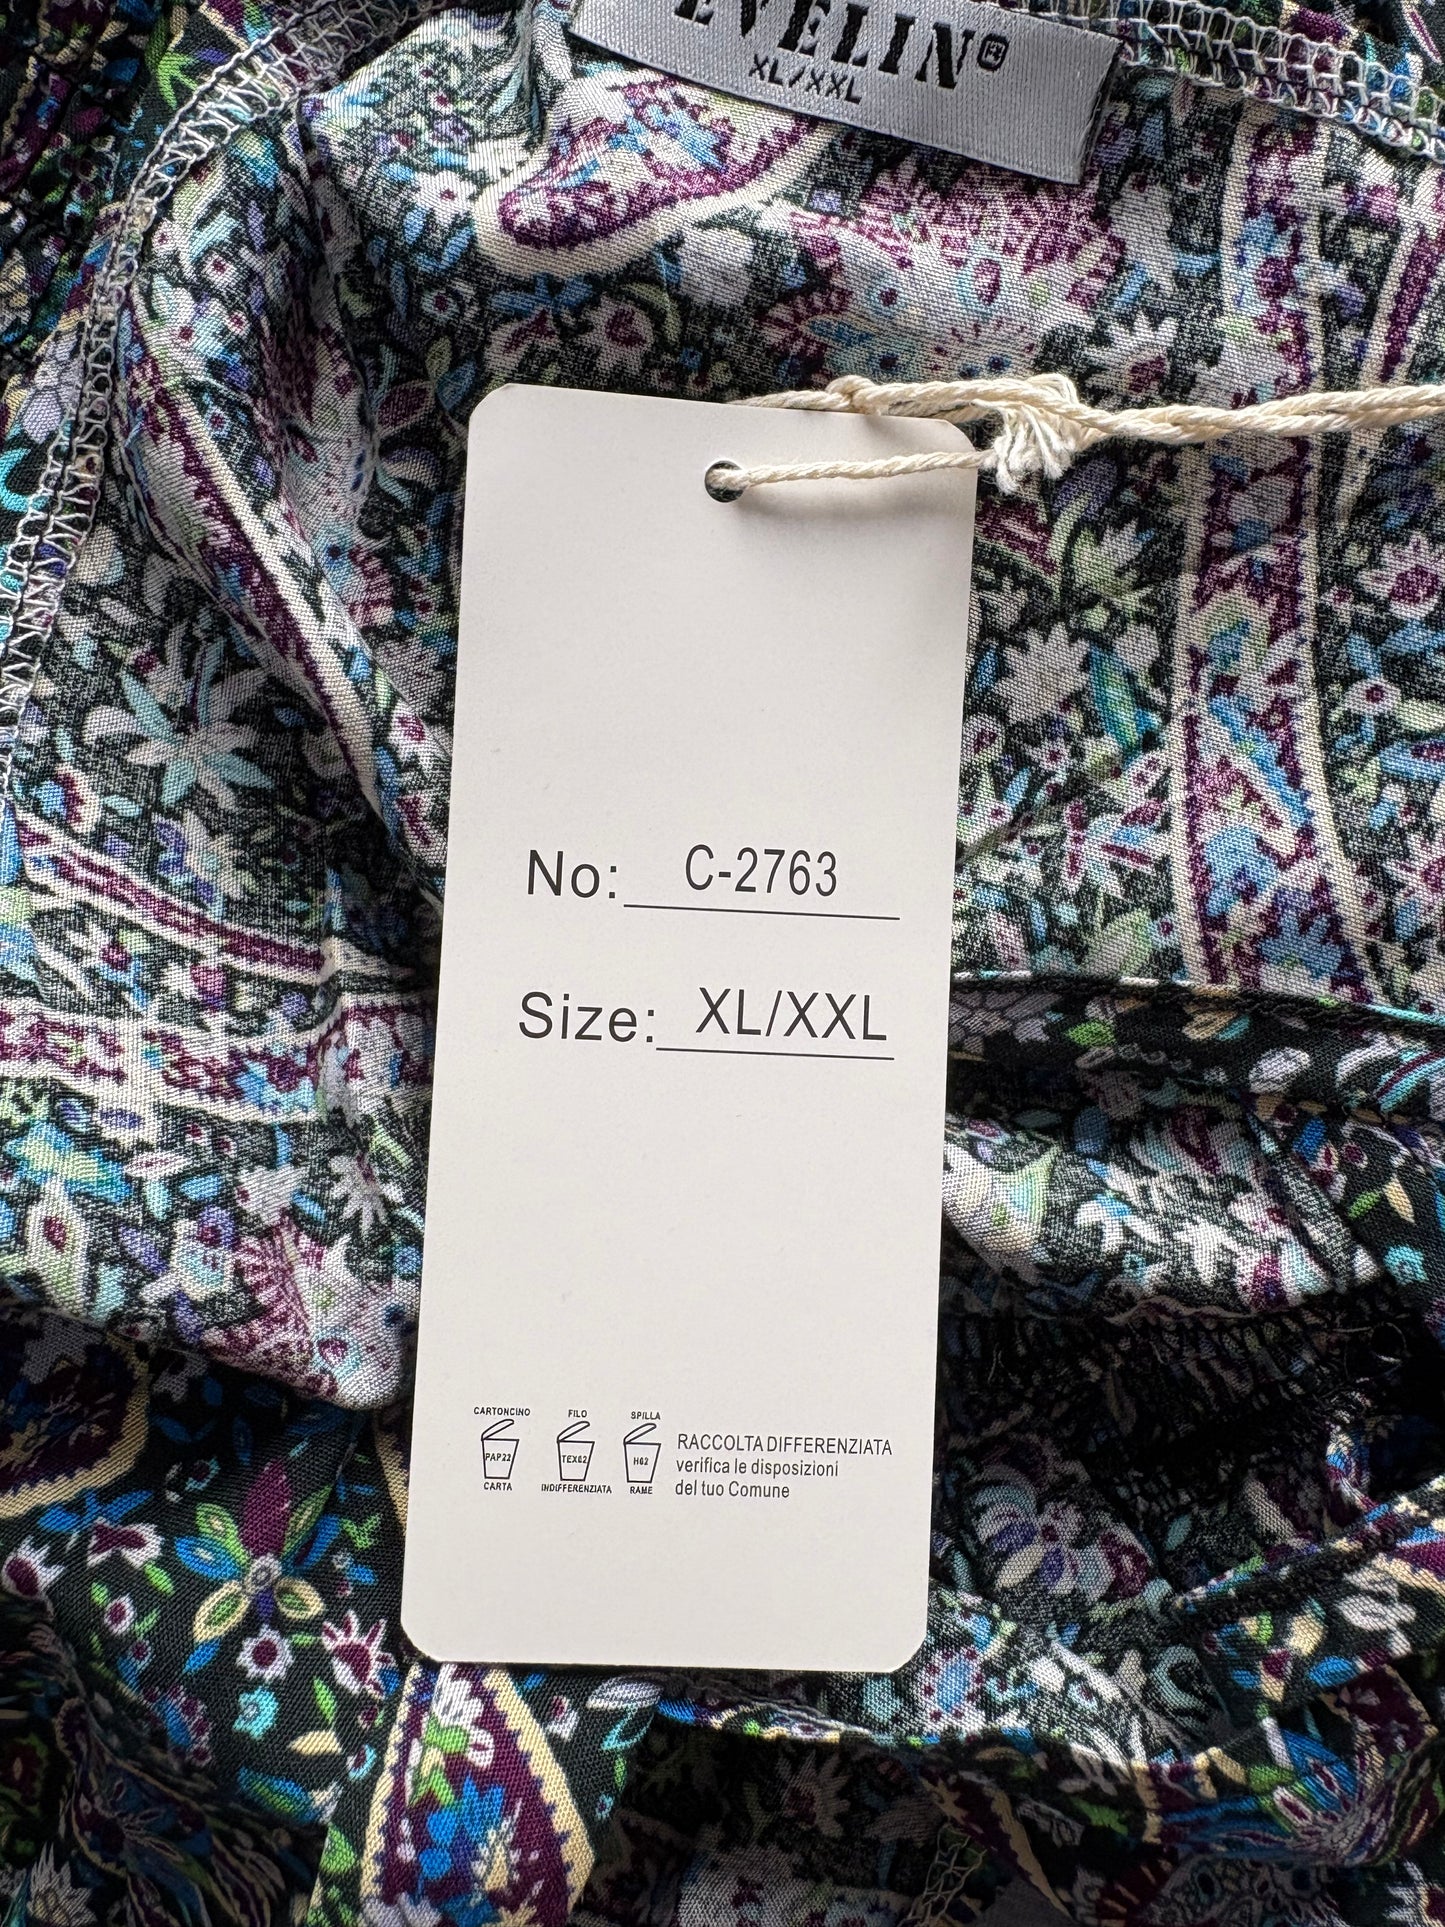 EVELIN®
XL/XXL
No: C-2763
Size: XL/XXL
CARTONCINO
PAP22
CARTA
FILO
TEX62
INDIFFERENZIATA
SPILLA
H62
RAME
RACCOLTA DIFFERENZIATA
verifica le disposizioni
del tuo Comune